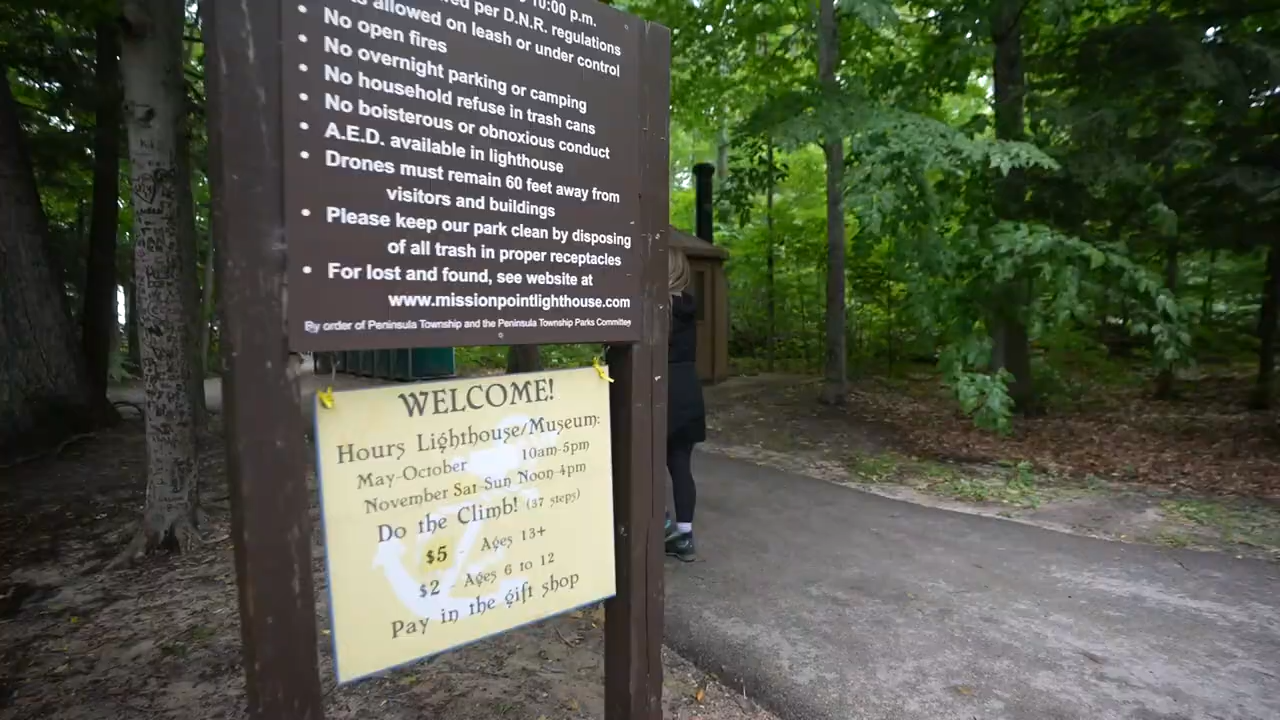 10:00 p.m.
per D.N.R. regulations
allowed on leash or under control
• No open fires
• No overnight parking or camping
• No household refuse in trash cans
• No boisterous or obnoxious conduct
• A.E.D. available in lighthouse
• Drones must remain 60 feet away from
visitors and buildings
• Please keep our park clean by disposing
of all trash in proper receptacles
• For lost and found, see website at
www.missionpointlighthouse.com
By order of Peninsula Township and the Peninsula Township Parks Committee
WELCOME!
Hours Lighthouse/Museum:
May-October 10am-5pm
November Sat-Sun Noon-4pm
Do the Climb! (37 steps)
$5 - Ages 13+
$2 - Ages 6 to 12
Pay in the gift shop